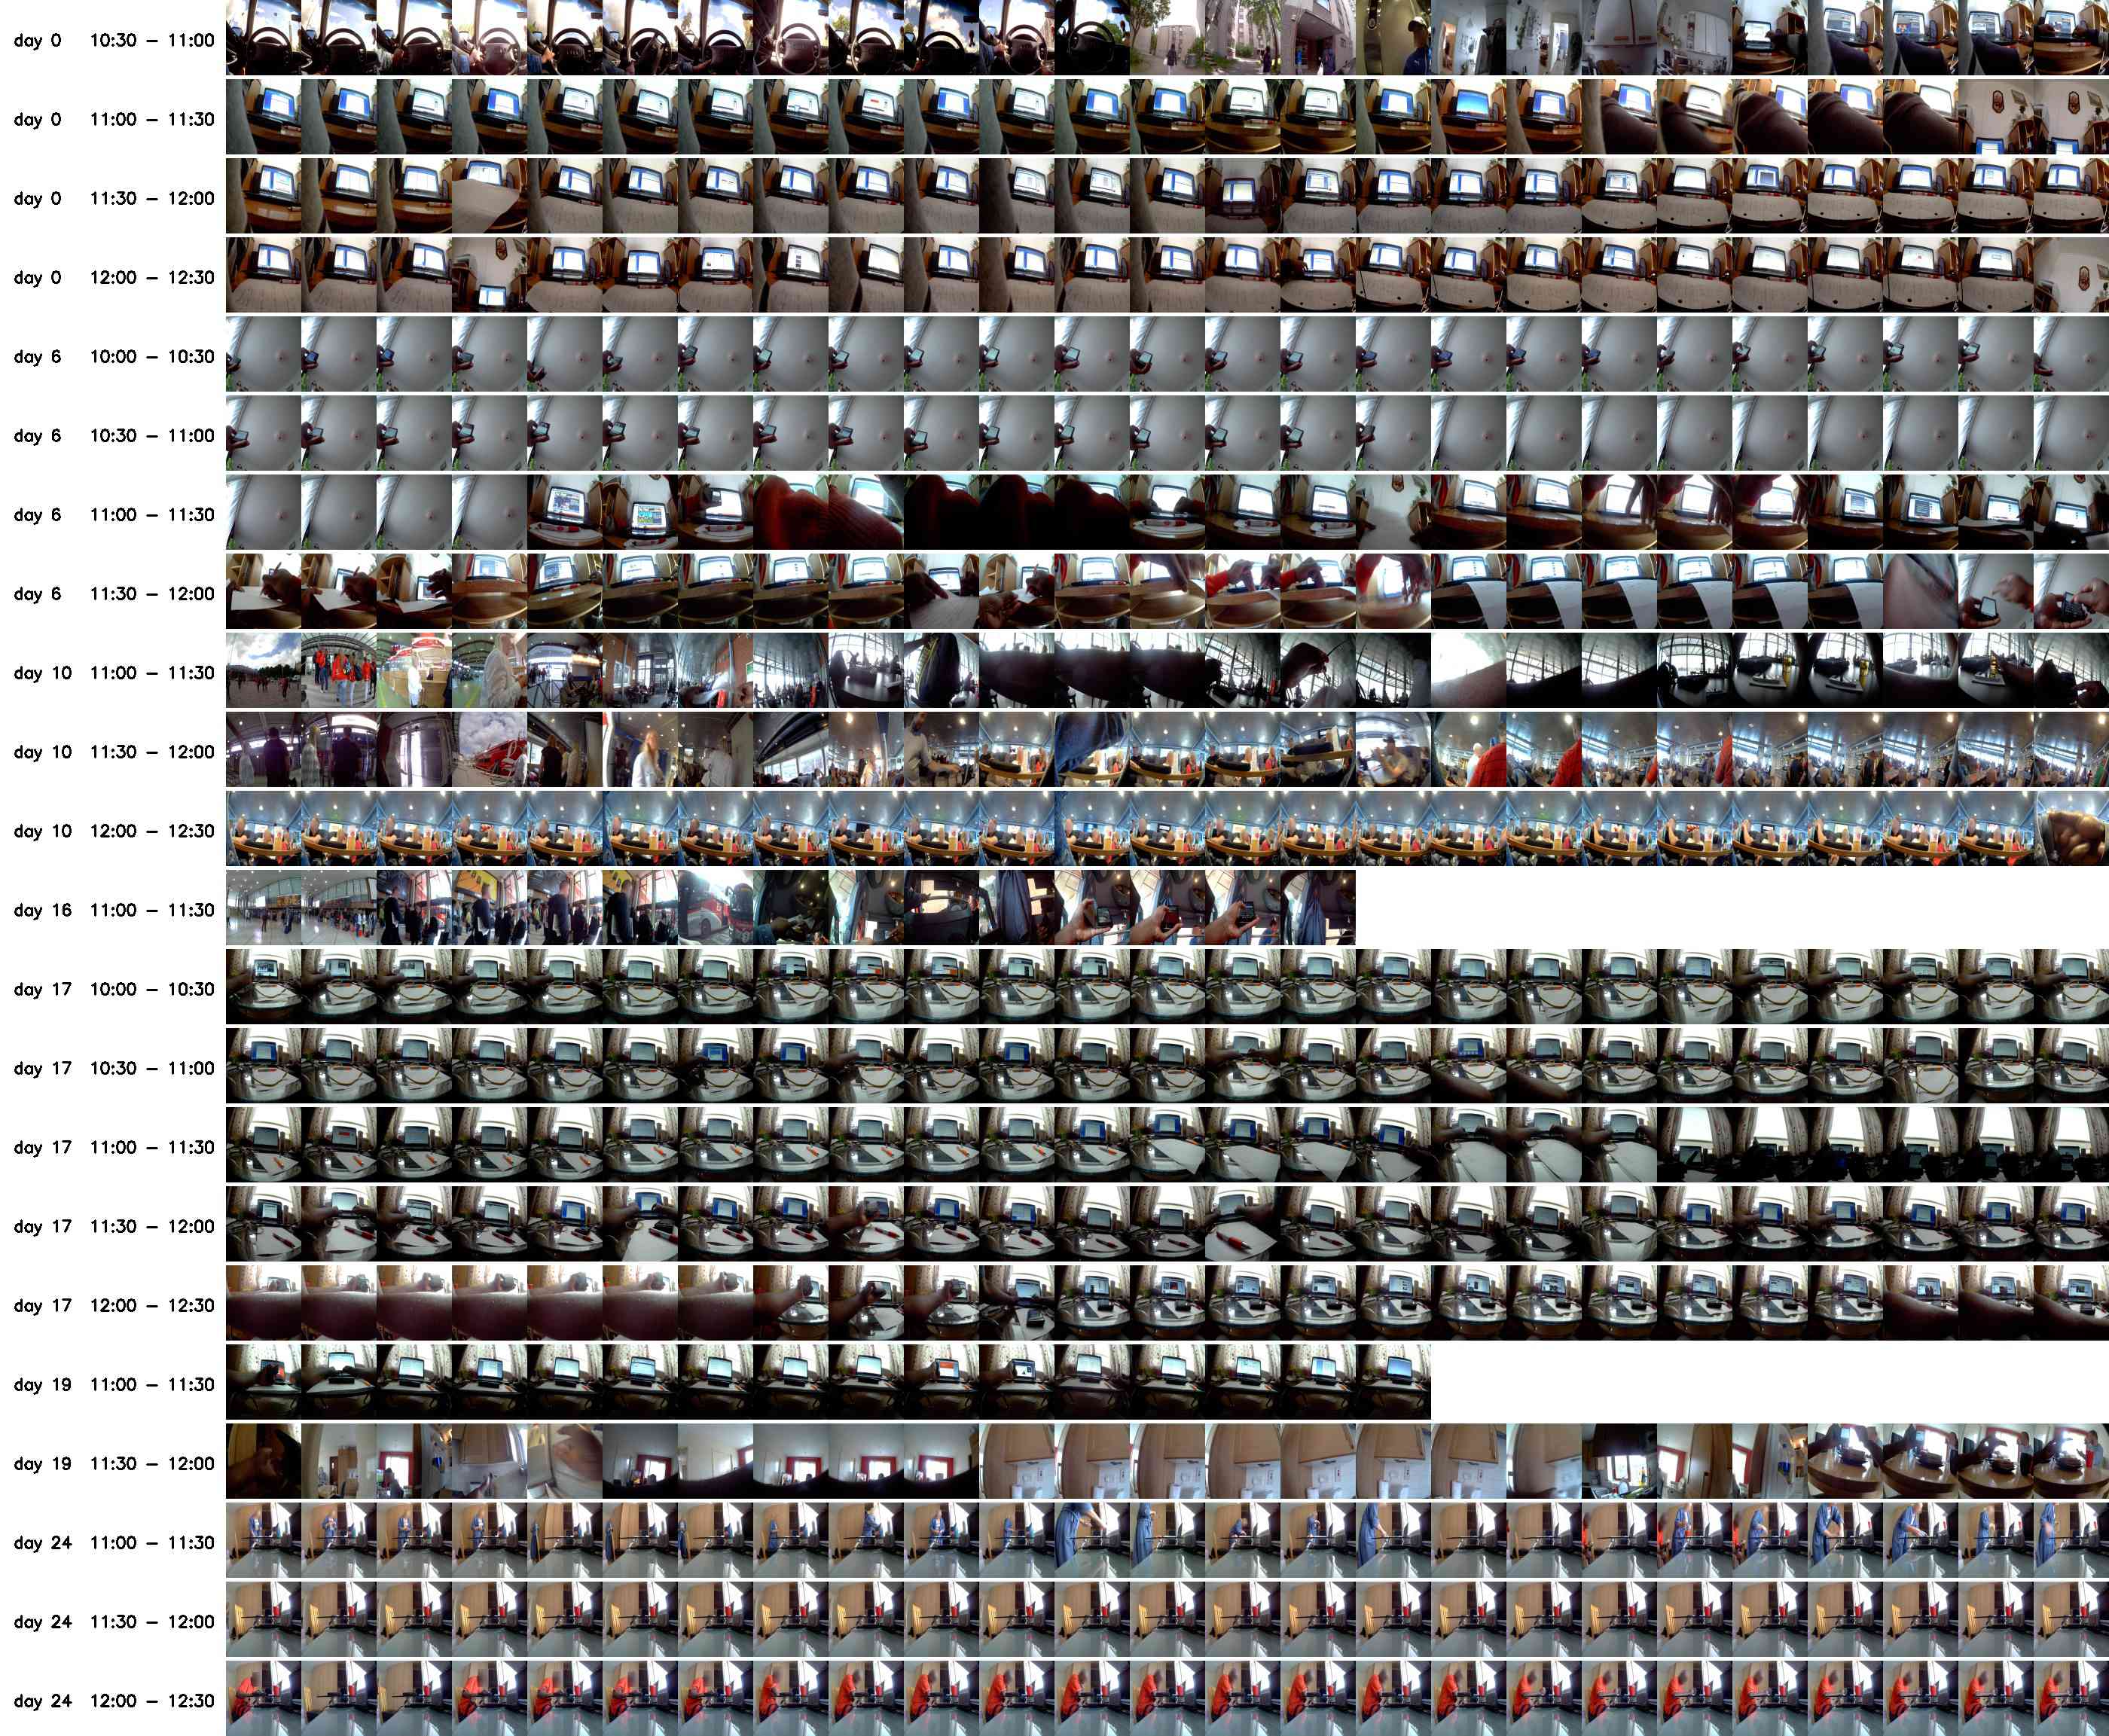 day 0 10:30 - 11:00
day 0 11:00 - 11:30
day 0 11:30 - 12:00
day 0 12:00 - 12:30
day 6 10:00 - 10:30
day 6 10:30 - 11:00
day 6 11:00 - 11:30
day 6 11:30 - 12:00
day 10 11:00 - 11:30
day 10 11:30 - 12:00
day 10 12:00 - 12:30
day 16 11:00 - 11:30
day 17 10:00 - 10:30
day 17 10:30 - 11:00
day 17 11:00 - 11:30
day 17 11:30 - 12:00
day 17 12:00 - 12:30
day 19 11:00 - 11:30
day 19 11:30 - 12:00
day 24 11:00 - 11:30
day 24 11:30 - 12:00
day 24 12:00 - 12:30